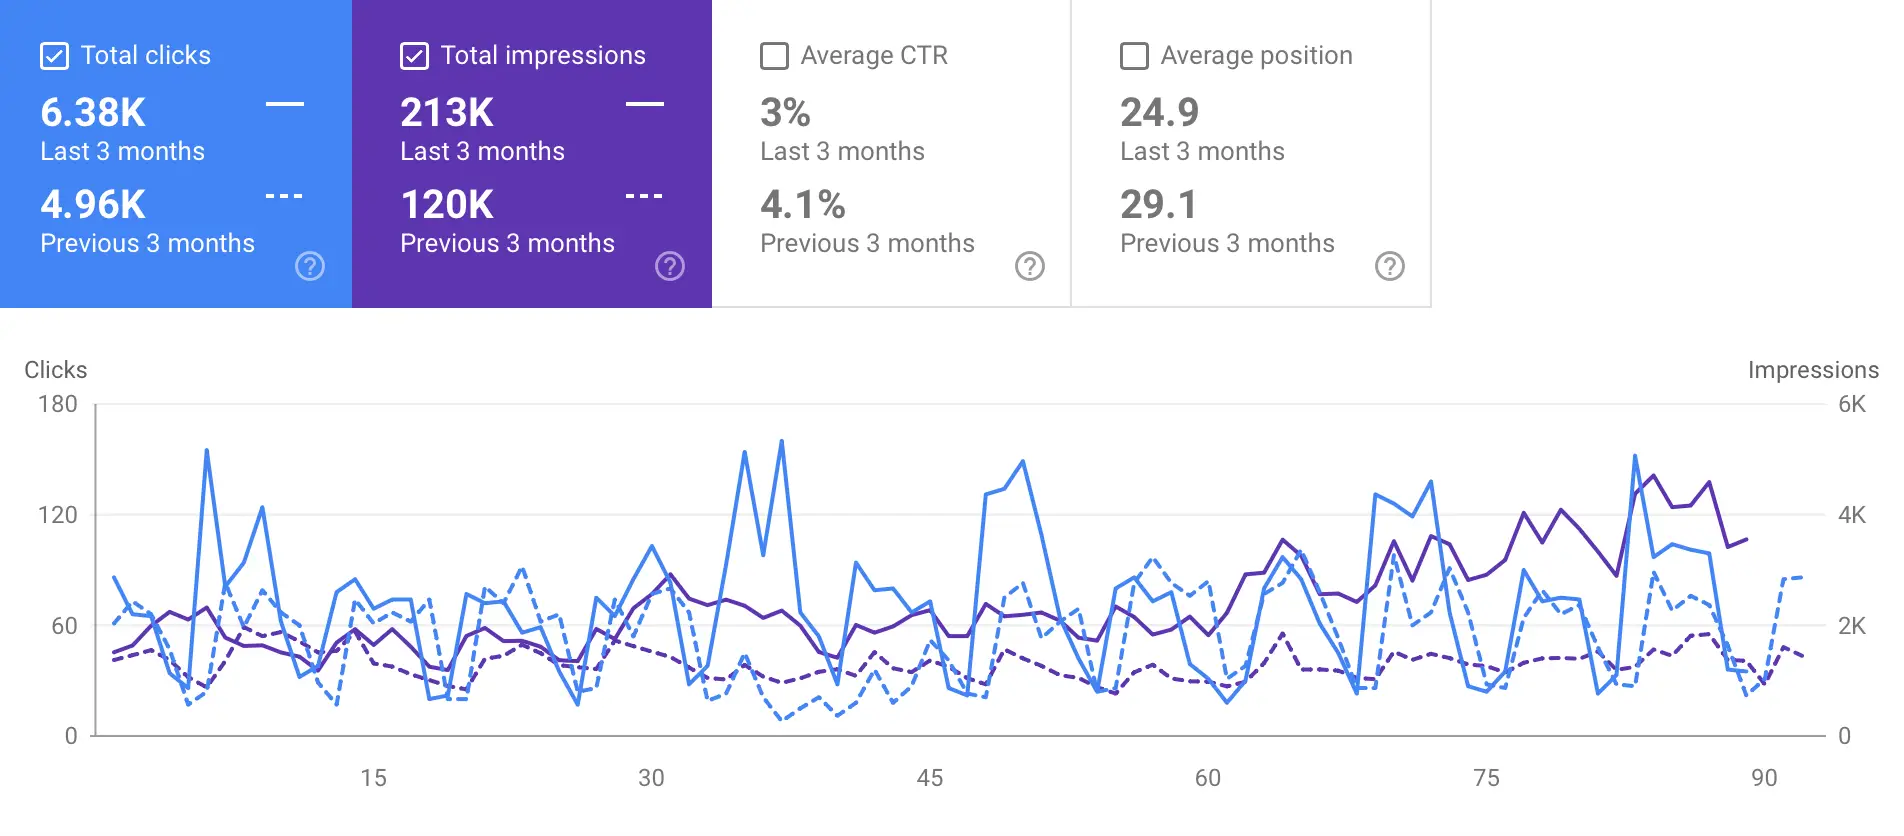 Total clicks
6.38K
Last 3 months
4.96K
Previous 3 months
Total impressions
213K
Last 3 months
120K
Previous 3 months
Average CTR
3%
Last 3 months
4.1%
Previous 3 months
Average position
24.9
Last 3 months
29.1
Previous 3 months
Clicks
Impressions
180
120
60
0
6K
4K
2K
0
15
30
45
60
75
90